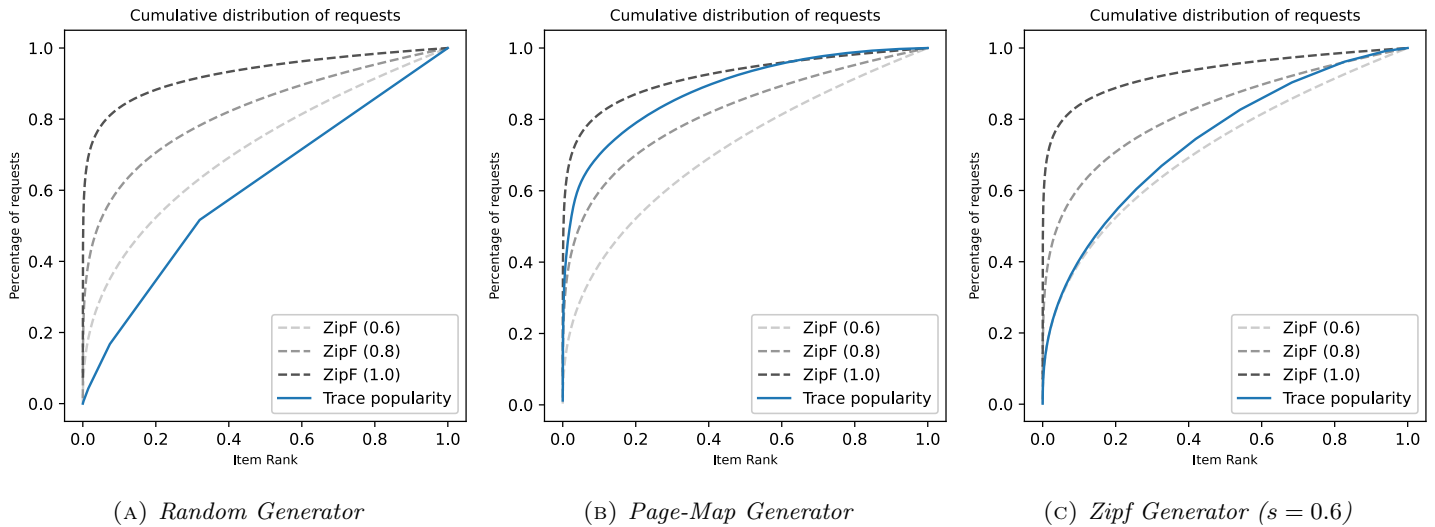 Cumulative distribution of requests
Percentage of requests
1.0
0.8
0.6
0.4
0.2
0.0
0.0 0.2 0.4 0.6 0.8 1.0
Item Rank
ZipF (0.6)
ZipF (0.8)
ZipF (1.0)
Trace popularity
(A) Random Generator
Cumulative distribution of requests
Percentage of requests
1.0
0.8
0.6
0.4
0.2
0.0
0.0 0.2 0.4 0.6 0.8 1.0
Item Rank
ZipF (0.6)
ZipF (0.8)
ZipF (1.0)
Trace popularity
(B) Page-Map Generator
Cumulative distribution of requests
Percentage of requests
1.0
0.8
0.6
0.4
0.2
0.0
0.0 0.2 0.4 0.6 0.8 1.0
Item Rank
ZipF (0.6)
ZipF (0.8)
ZipF (1.0)
Trace popularity
(C) Zipf Generator (s = 0.6)